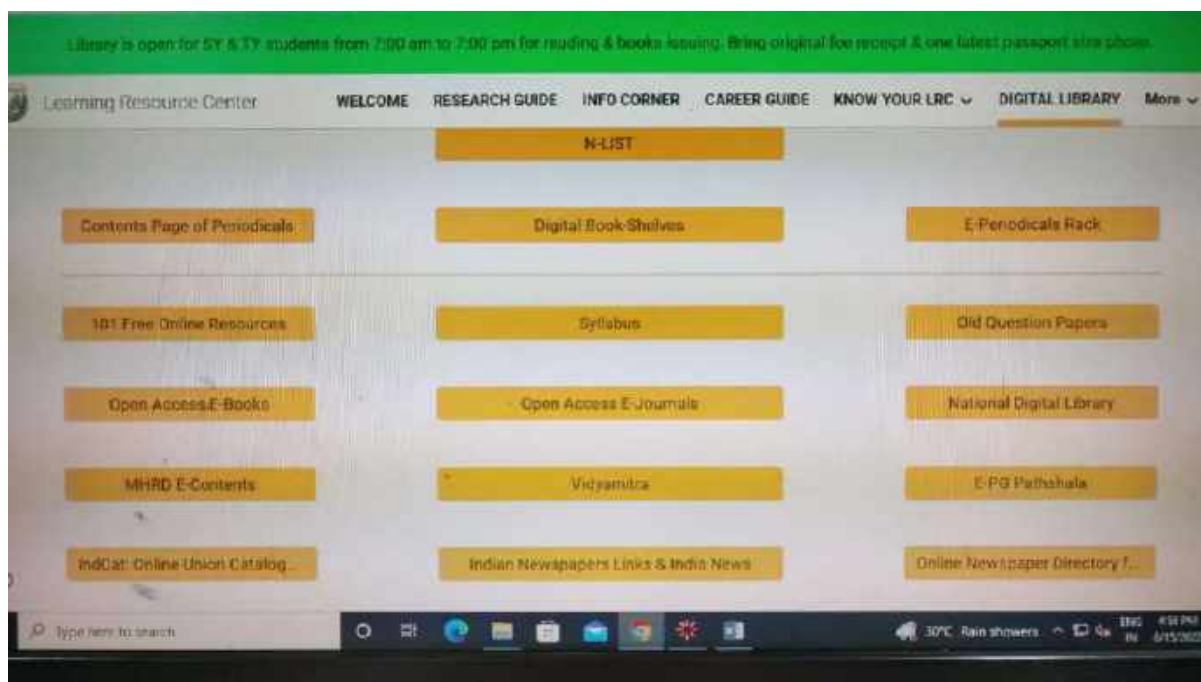 Library is open for SY & TY students from 7:00 am to 7:00 pm for reading & books issuing. Bring original fee receipt & one latest passport size photo.
Learning Resource Center WELCOME RESEARCH GUIDE INFO CORNER CAREER GUIDE KNOW YOUR LRC DIGITAL LIBRARY More
N-LIST
Contents Page of Periodicals Digital Book-Shelves E-Periodicals Rack
101 Free Online Resources Syllabus Old Question Papers
Open Access E-Books Open Access E-Journals National Digital Library
MHRD E-Contents Vidyamitra E-PG Pathshala
IndCat: Online Union Catalog... Indian Newspapers Links & India News Online Newspaper Directory f...
Type here to search 30°C Rain showers ENG 4:58 PM
IN